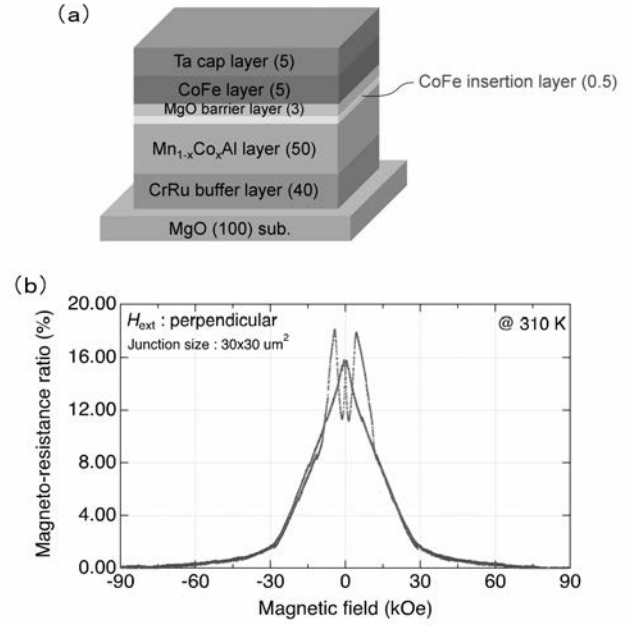 (a)
Ta cap layer (5)
CoFe layer (5)
MgO barrier layer (3)
CoFe insertion layer (0.5)
Mn1-xCoxAl layer (50)
CrRu buffer layer (40)
MgO (100) sub.
(b)
20.00
16.00
12.00
8.00
4.00
0.00
Magneto-resistance ratio (%)
Hext : perpendicular
Junction size : 30x30 um²
@ 310 K
-90 -60 -30 0 30 60 90
Magnetic field (kOe)